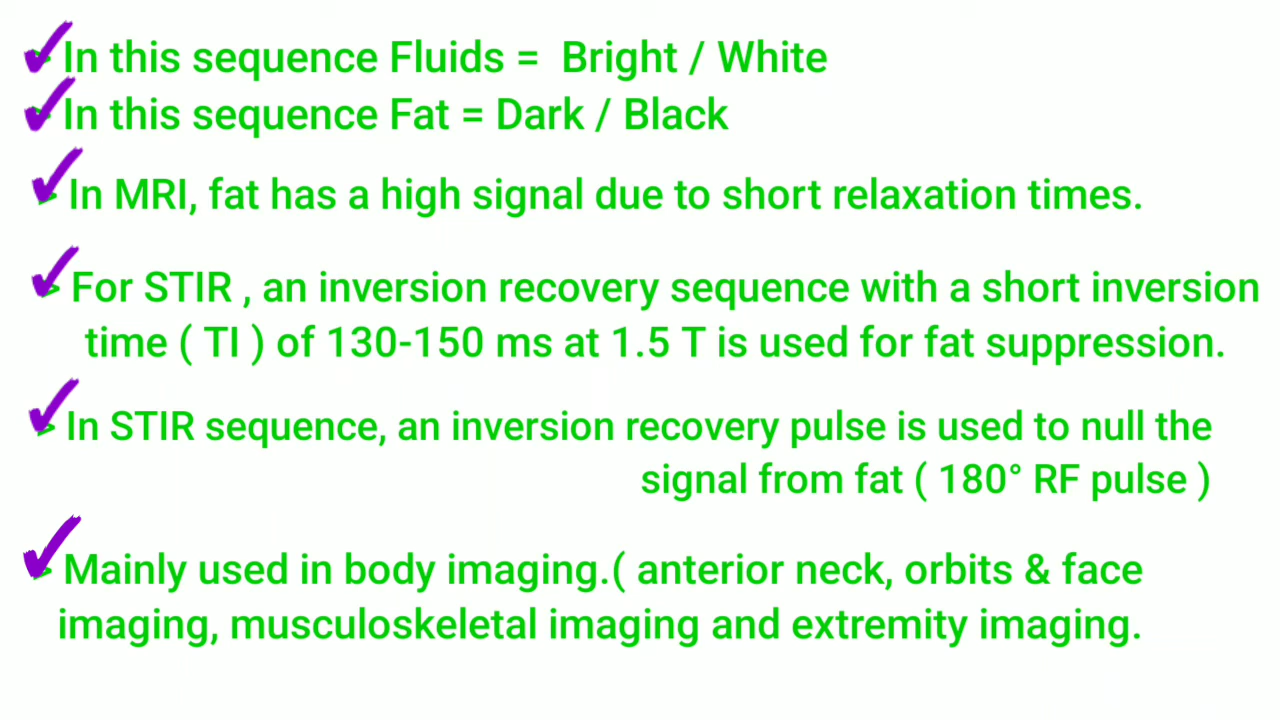 In this sequence Fluids = Bright / White
In this sequence Fat = Dark / Black
In MRI, fat has a high signal due to short relaxation times.
For STIR , an inversion recovery sequence with a short inversion
time ( TI ) of 130-150 ms at 1.5 T is used for fat suppression.
In STIR sequence, an inversion recovery pulse is used to null the
signal from fat ( 180° RF pulse )
Mainly used in body imaging.( anterior neck, orbits & face
imaging, musculoskeletal imaging and extremity imaging.